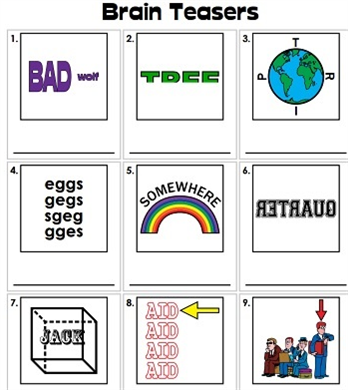 Brain Teasers
1.
BAD wolf
2.
TREE
3.
T
R
I
P
4.
eggs
gegs
sgeg
gges
5.
SOMEWHERE
6.
QUARTER
7.
JACK
8.
AID
AID
AID
AID
9.